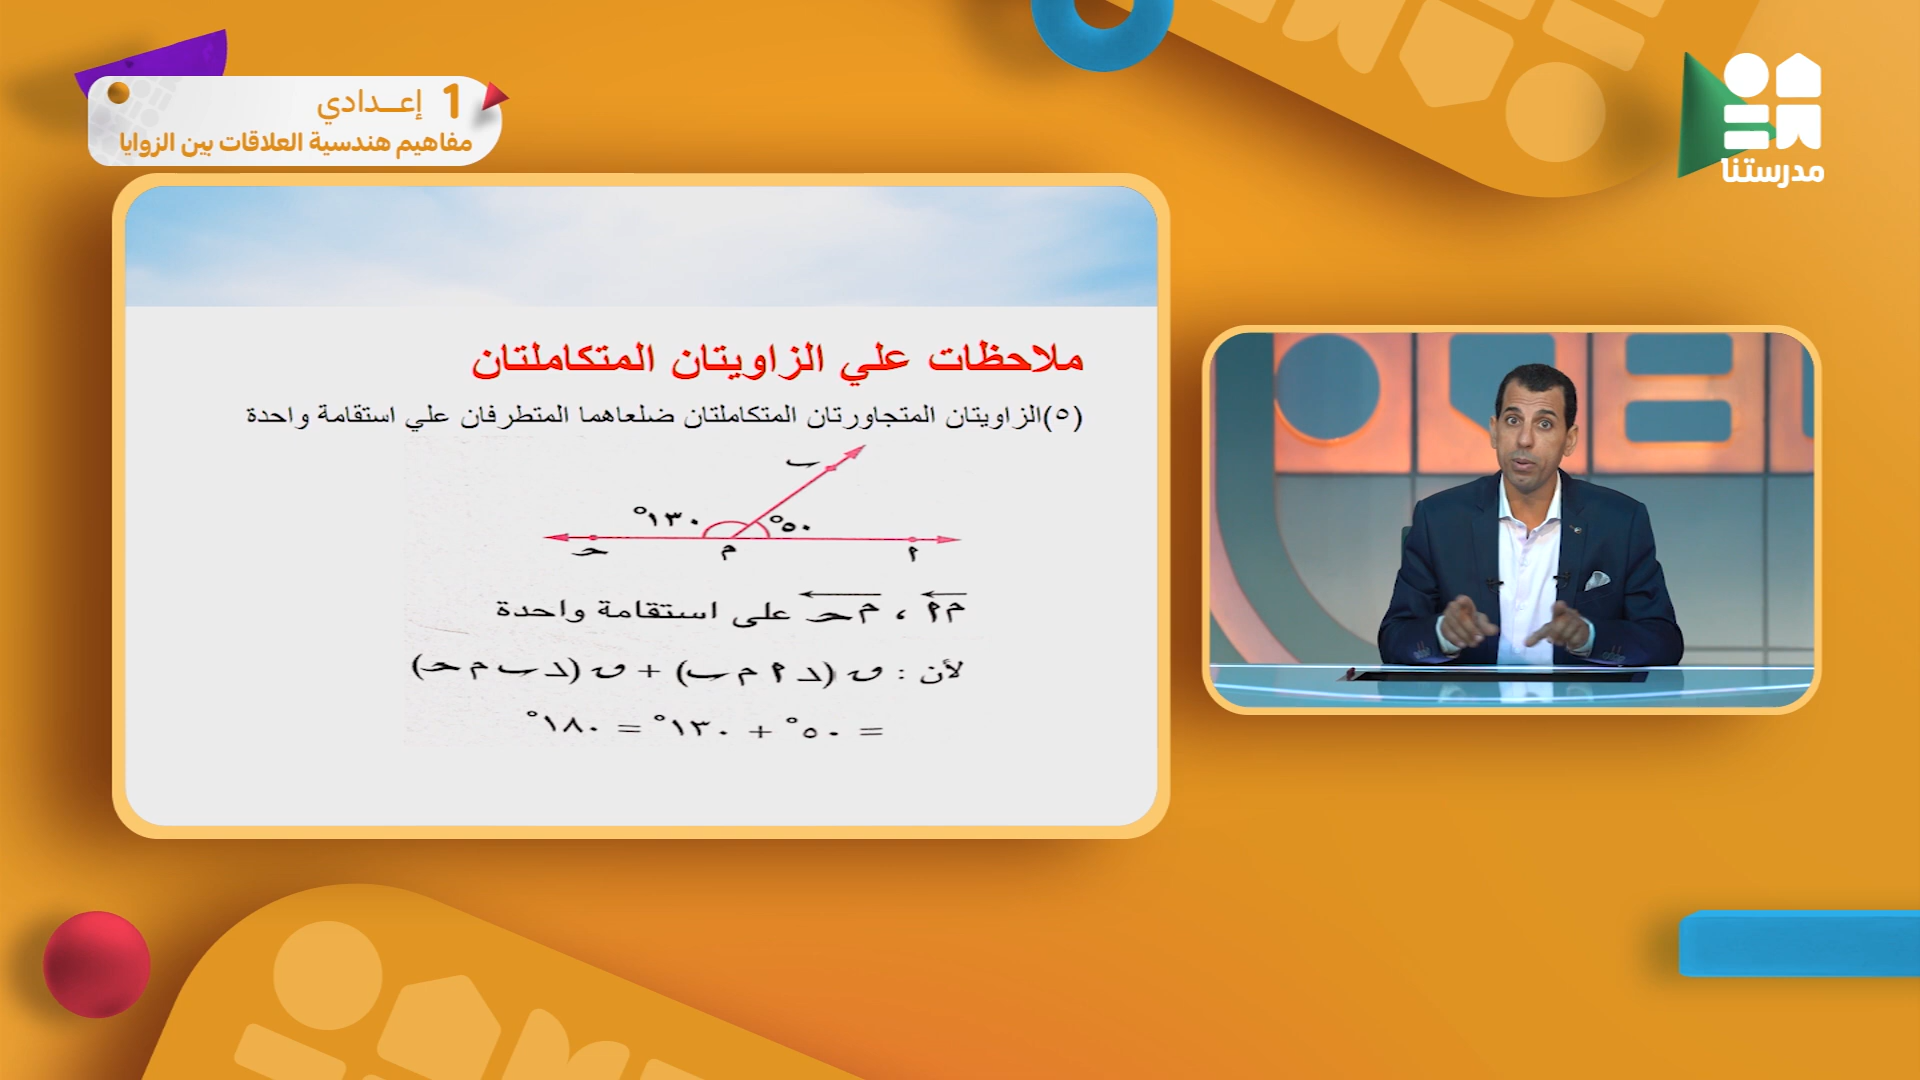 1 إعــدادي
مفاهيم هندسية العلاقات بين الزوايا
مدرستنا
ملاحظات علي الزاويتان المتكاملتان
(٥)الزاويتان المتجاورتان المتكاملتان ضلعاهما المتطرفان علي استقامة واحدة
ب
°١٣٠ °٥٠
حـ م أ
م أ ، م حـ على استقامة واحدة
لأن : ق (د أ م ب) + ق (د ب م حـ)
= ٥٠° + ١٣٠° = ١٨٠°